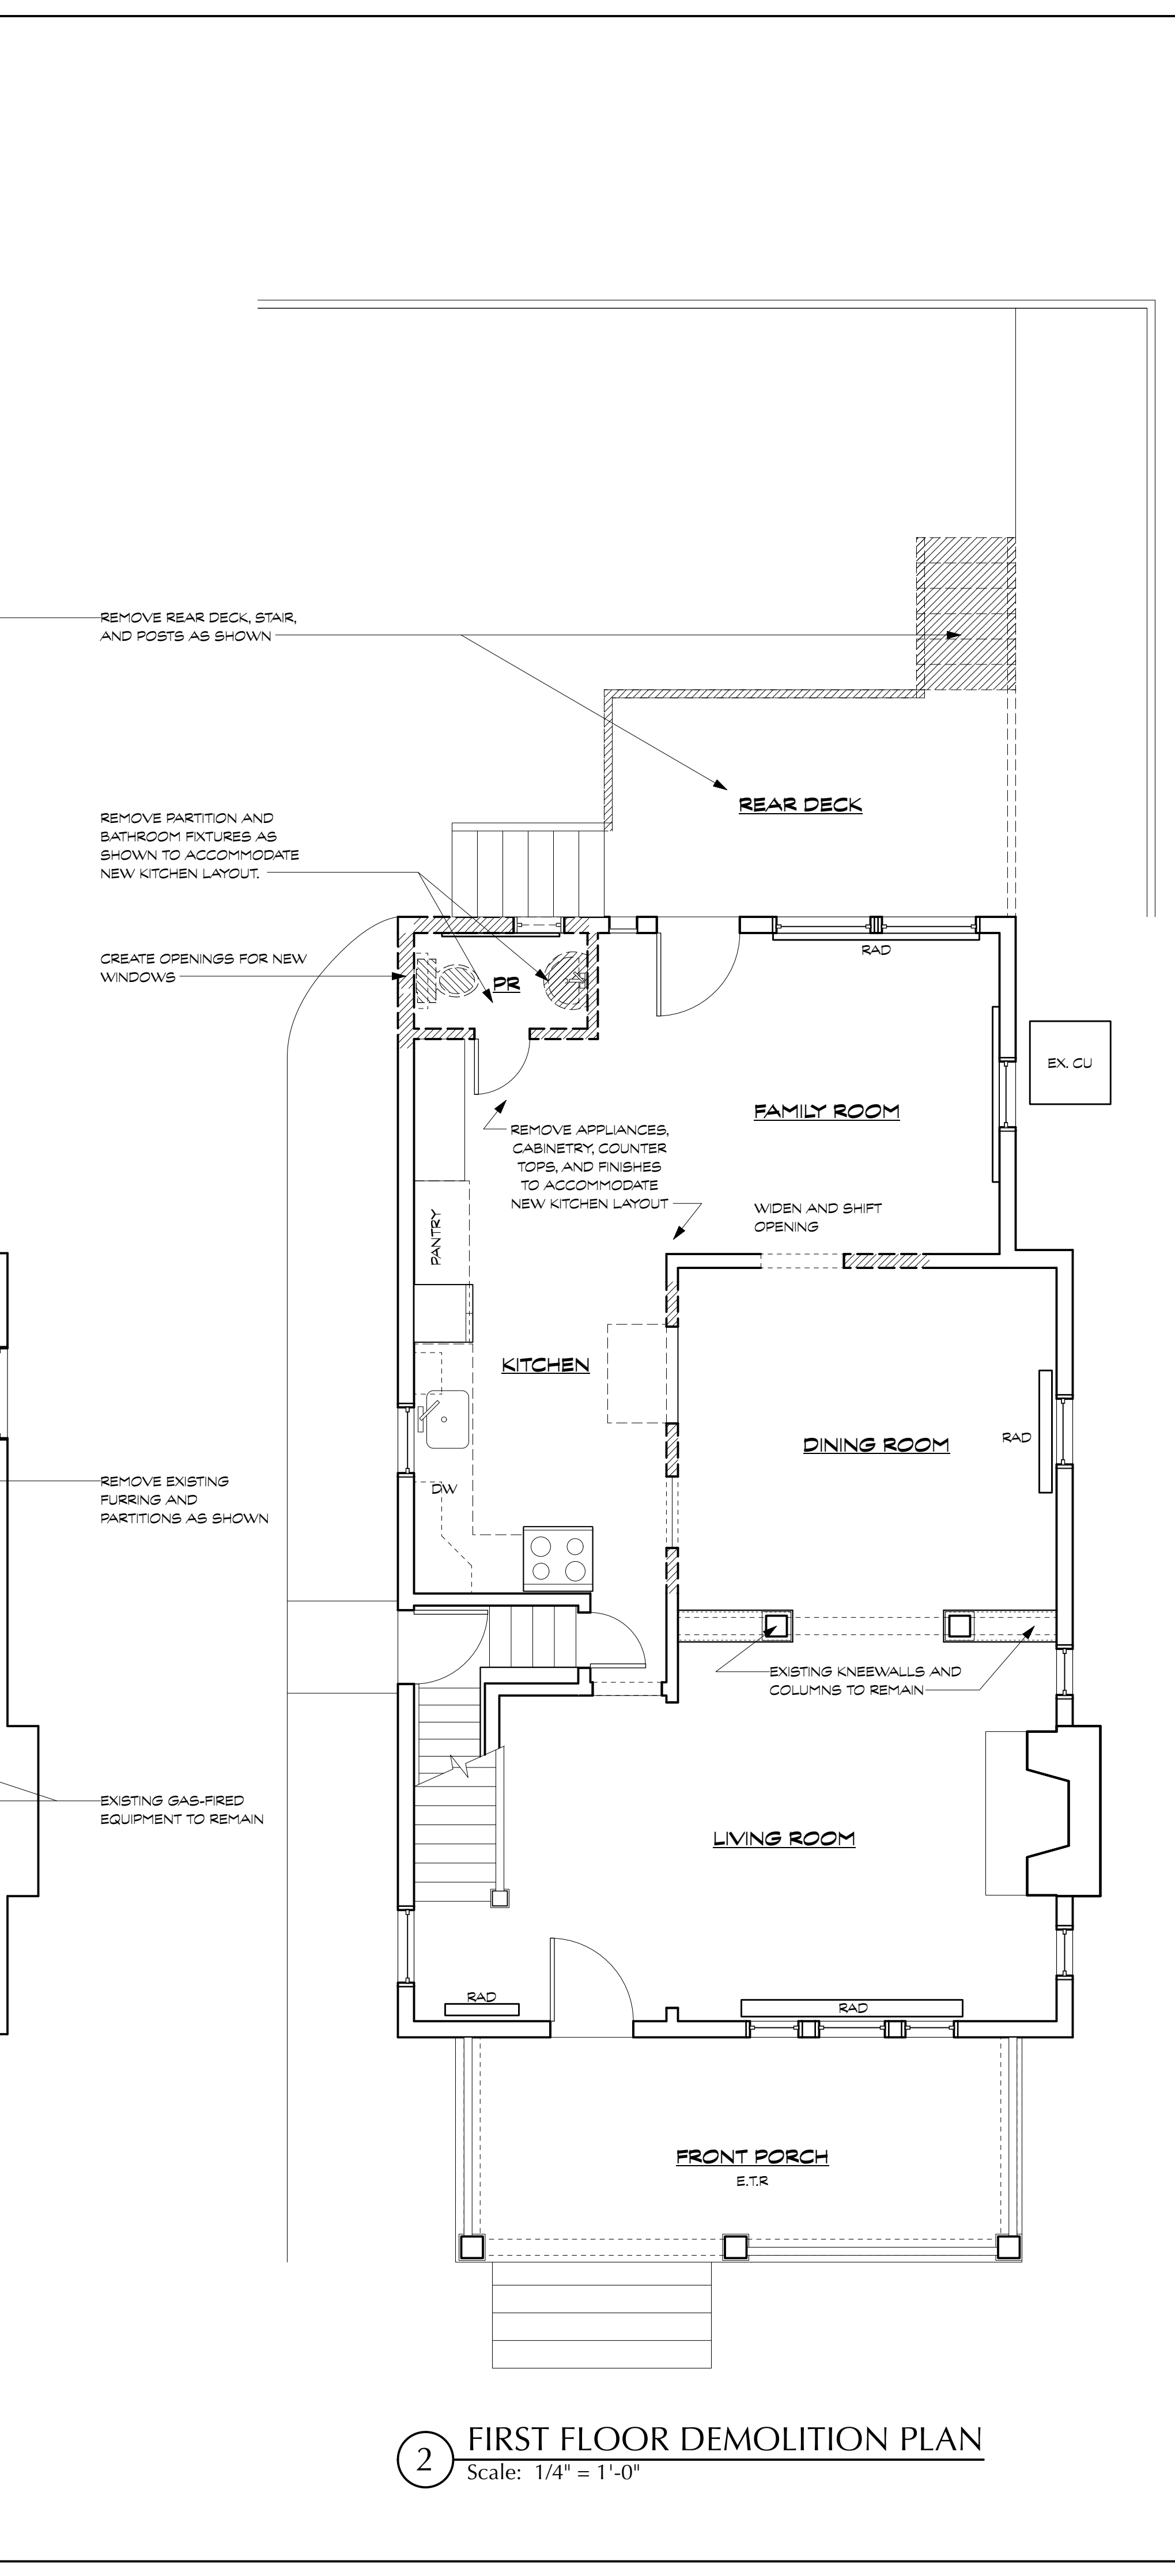 REMOVE REAR DECK, STAIR,
AND POSTS AS SHOWN
REAR DECK
REMOVE PARTITION AND
BATHROOM FIXTURES AS
SHOWN TO ACCOMMODATE
NEW KITCHEN LAYOUT.
CREATE OPENINGS FOR NEW
WINDOWS
PR
RAD
EX. CU
FAMILY ROOM
REMOVE APPLIANCES,
CABINETRY, COUNTER
TOPS, AND FINISHES
TO ACCOMMODATE
NEW KITCHEN LAYOUT
WIDEN AND SHIFT
OPENING
PANTRY
KITCHEN
DINING ROOM
RAD
DW
REMOVE EXISTING
FURRING AND
PARTITIONS AS SHOWN
EXISTING KNEEWALLS AND
COLUMNS TO REMAIN
EXISTING GAS-FIRED
EQUIPMENT TO REMAIN
LIVING ROOM
RAD
RAD
FRONT PORCH
E.T.R
2
FIRST FLOOR DEMOLITION PLAN
Scale: 1/4" = 1'-0"